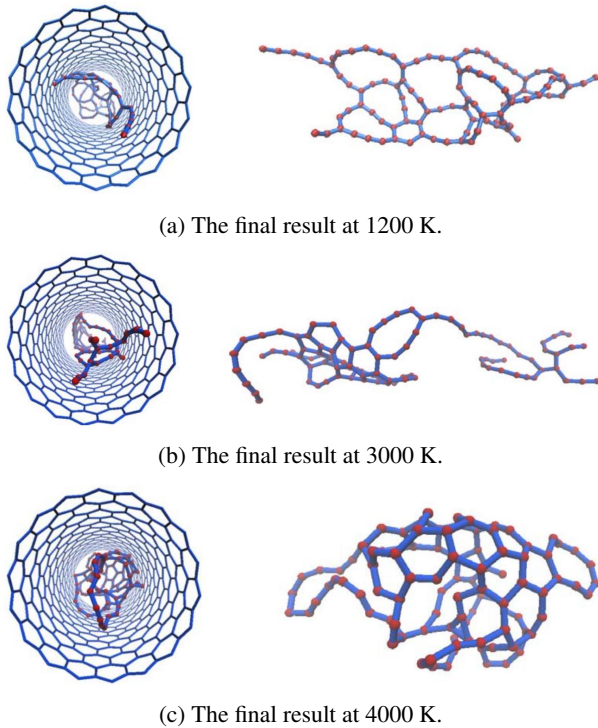 (a) The final result at 1200 K.
(b) The final result at 3000 K.
(c) The final result at 4000 K.